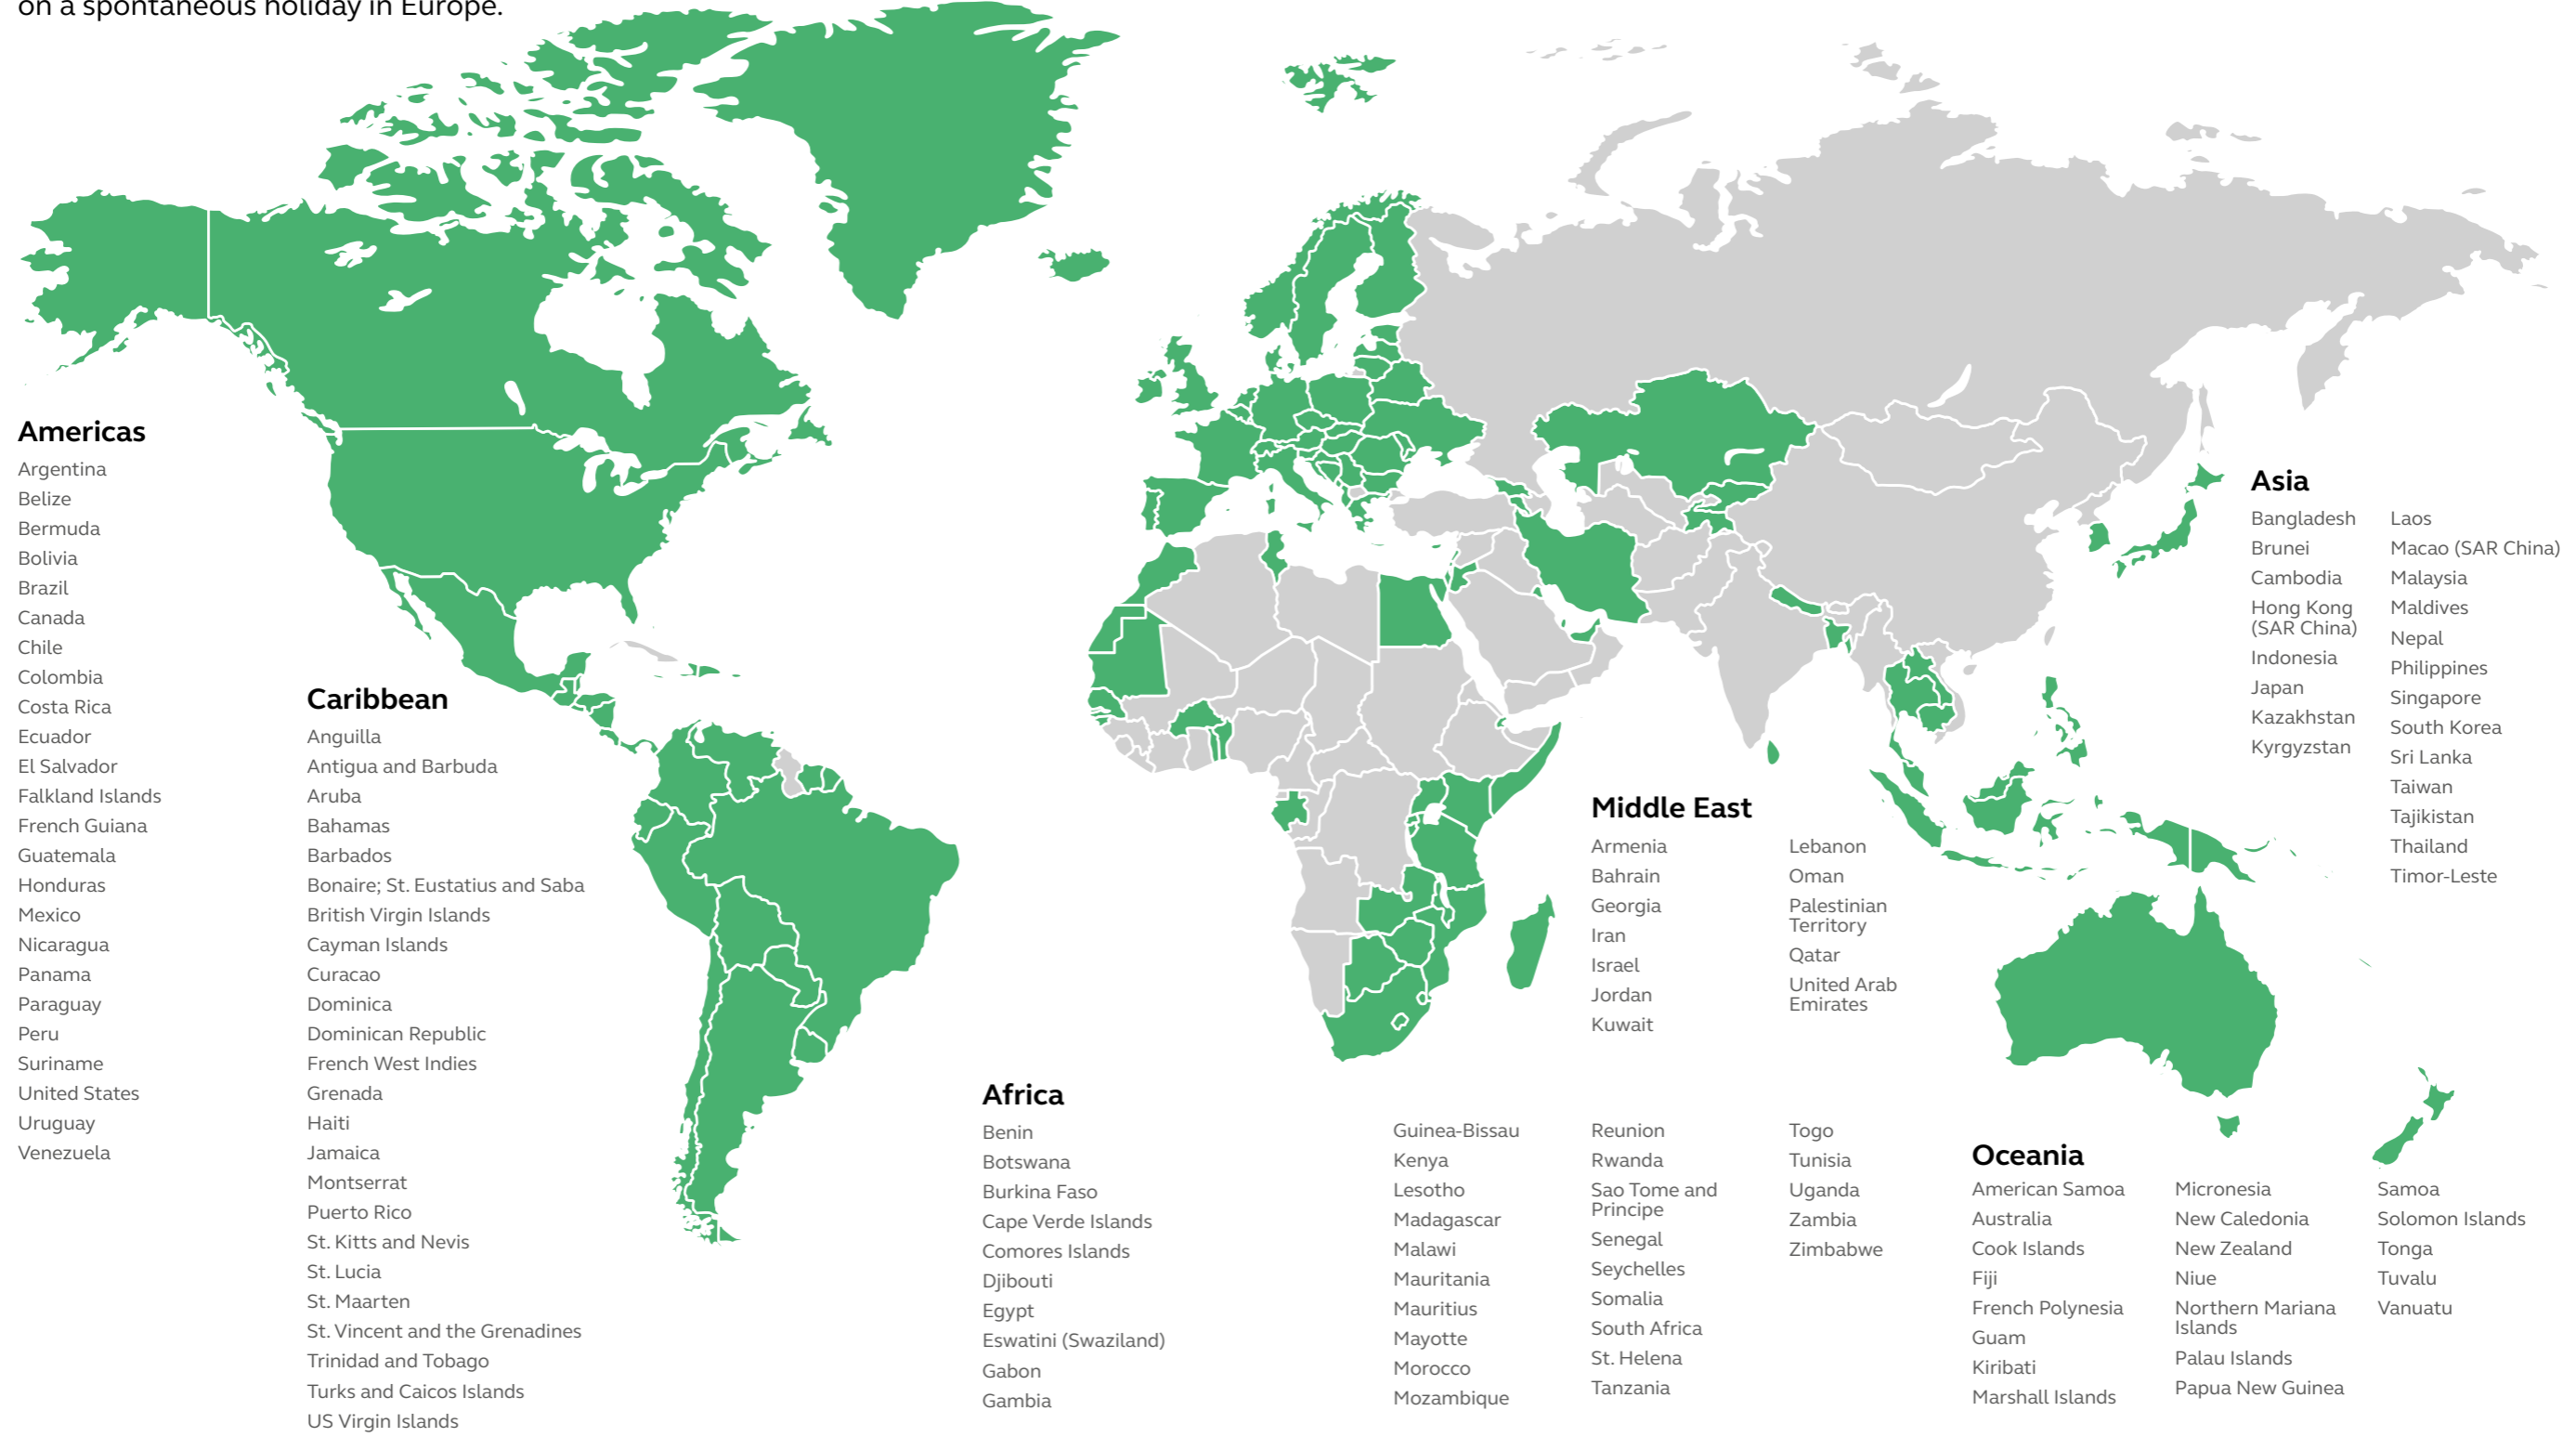 on a spontaneous holiday in Europe.
Americas
Argentina
Belize
Bermuda
Bolivia
Brazil
Canada
Chile
Colombia
Costa Rica
Ecuador
El Salvador
Falkland Islands
French Guiana
Guatemala
Honduras
Mexico
Nicaragua
Panama
Paraguay
Peru
Suriname
United States
Uruguay
Venezuela
Caribbean
Anguilla
Antigua and Barbuda
Aruba
Bahamas
Barbados
Bonaire; St. Eustatius and Saba
British Virgin Islands
Cayman Islands
Curacao
Dominica
Dominican Republic
French West Indies
Grenada
Haiti
Jamaica
Montserrat
Puerto Rico
St. Kitts and Nevis
St. Lucia
St. Maarten
St. Vincent and the Grenadines
Trinidad and Tobago
Turks and Caicos Islands
US Virgin Islands
Africa
Benin
Botswana
Burkina Faso
Cape Verde Islands
Comores Islands
Djibouti
Egypt
Eswatini (Swaziland)
Gabon
Gambia
Guinea-Bissau
Kenya
Lesotho
Madagascar
Malawi
Mauritania
Mauritius
Mayotte
Morocco
Mozambique
Reunion
Rwanda
Sao Tome and
Principe
Senegal
Seychelles
Somalia
South Africa
St. Helena
Tanzania
Togo
Tunisia
Uganda
Zambia
Zimbabwe
Middle East
Armenia
Bahrain
Georgia
Iran
Israel
Jordan
Kuwait
Lebanon
Oman
Palestinian
Territory
Qatar
United Arab
Emirates
Asia
Bangladesh
Brunei
Cambodia
Hong Kong
(SAR China)
Indonesia
Japan
Kazakhstan
Kyrgyzstan
Laos
Macao (SAR China)
Malaysia
Maldives
Nepal
Philippines
Singapore
South Korea
Sri Lanka
Taiwan
Tajikistan
Thailand
Timor-Leste
Oceania
American Samoa
Australia
Cook Islands
Fiji
French Polynesia
Guam
Kiribati
Marshall Islands
Micronesia
New Caledonia
New Zealand
Niue
Northern Mariana
Islands
Palau Islands
Papua New Guinea
Samoa
Solomon Islands
Tonga
Tuvalu
Vanuatu